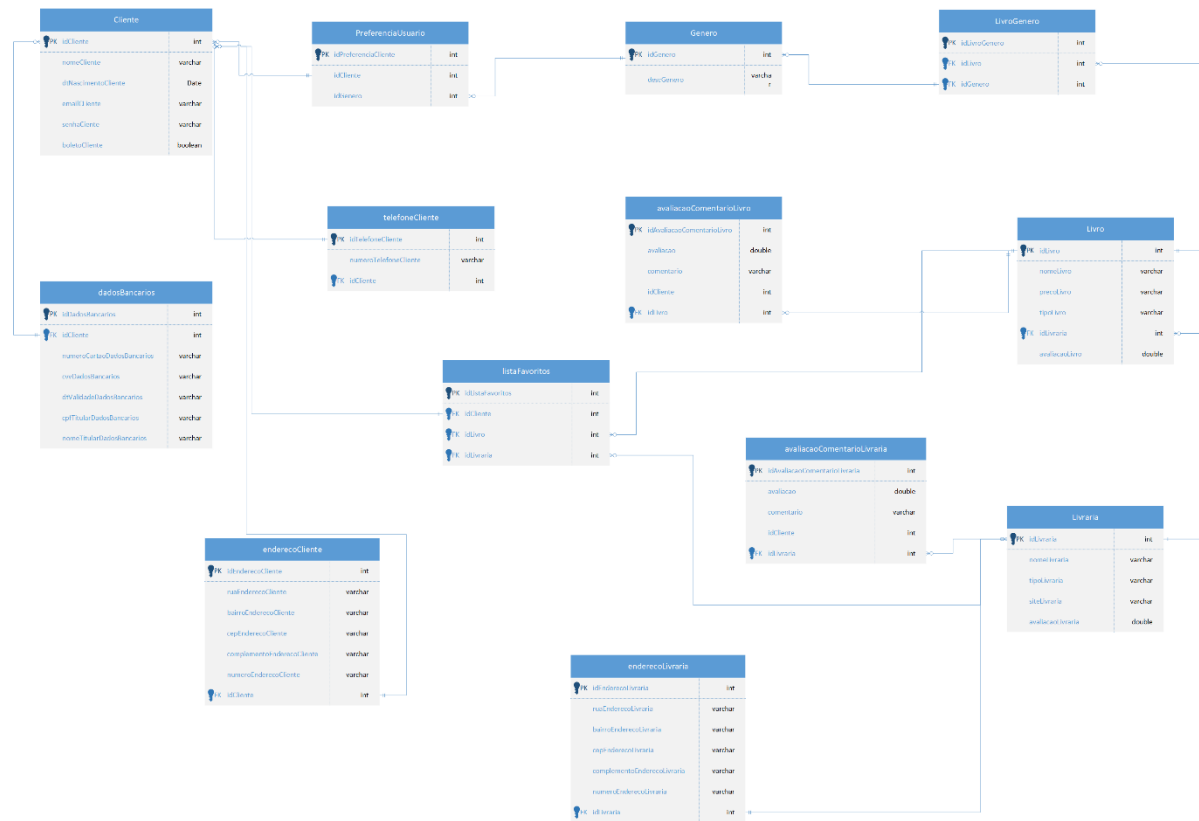 Cliente
PK idCliente int
nomeCliente varchar
dtNascimentoCliente Date
emailCliente varchar
senhaCliente varchar
boletoCliente boolean
PreferenciaUsuario
PK idPreferenciaCliente int
idCliente int
idGenero int
Genero
PK idGenero int
descGenero varcha
r
LivroGenero
PK idLivroGenero int
FK idLivro int
FK idGenero int
telefoneCliente
PK idTelefoneCliente int
numeroTelefoneCliente varchar
FK idCliente int
avaliacaoComentarioLivro
PK idAvaliacaoComentarioLivro int
avaliacao double
comentario varchar
idCliente int
FK idLivro int
Livro
PK idLivro int
nomeLivro varchar
precoLivro varchar
tipoLivro varchar
FK idLivraria int
avaliacaoLivro double
dadosBancarios
PK idDadosBancarios int
FK idCliente int
numeroCartaoDadosBancarios varchar
varchar
dtValidadeDadosBancarios varchar
cpfTitularDadosBancarios varchar
nomeTitularDadosBancarios varchar
listaFavoritos
PK idListaFavoritos int
FK idCliente int
FK idLivro int
FK idLivraria int
avaliacaoComentarioLivraria
PK idAvaliacaoComentarioLivraria int
avaliacao double
comentario varchar
idCliente int
FK idLivraria int
Livraria
PK idLivraria int
nomeLivraria varchar
tipoLivraria varchar
siteLivraria varchar
avaliacaoLivraria double
enderecoCliente
PK idEnderecoCliente int
ruaEnderecoCliente varchar
bairroEnderecoCliente varchar
cepEnderecoCliente varchar
complementoEnderecoCliente varchar
numeroEnderecoCliente varchar
FK idCliente int
enderecoLivraria
PK idEnderecoLivraria int
ruaEnderecoLivraria varchar
bairroEnderecoLivraria varchar
cepEnderecoLivraria varchar
complementoEnderecoLivraria varchar
numeroEnderecoLivraria varchar
FK idLivraria int